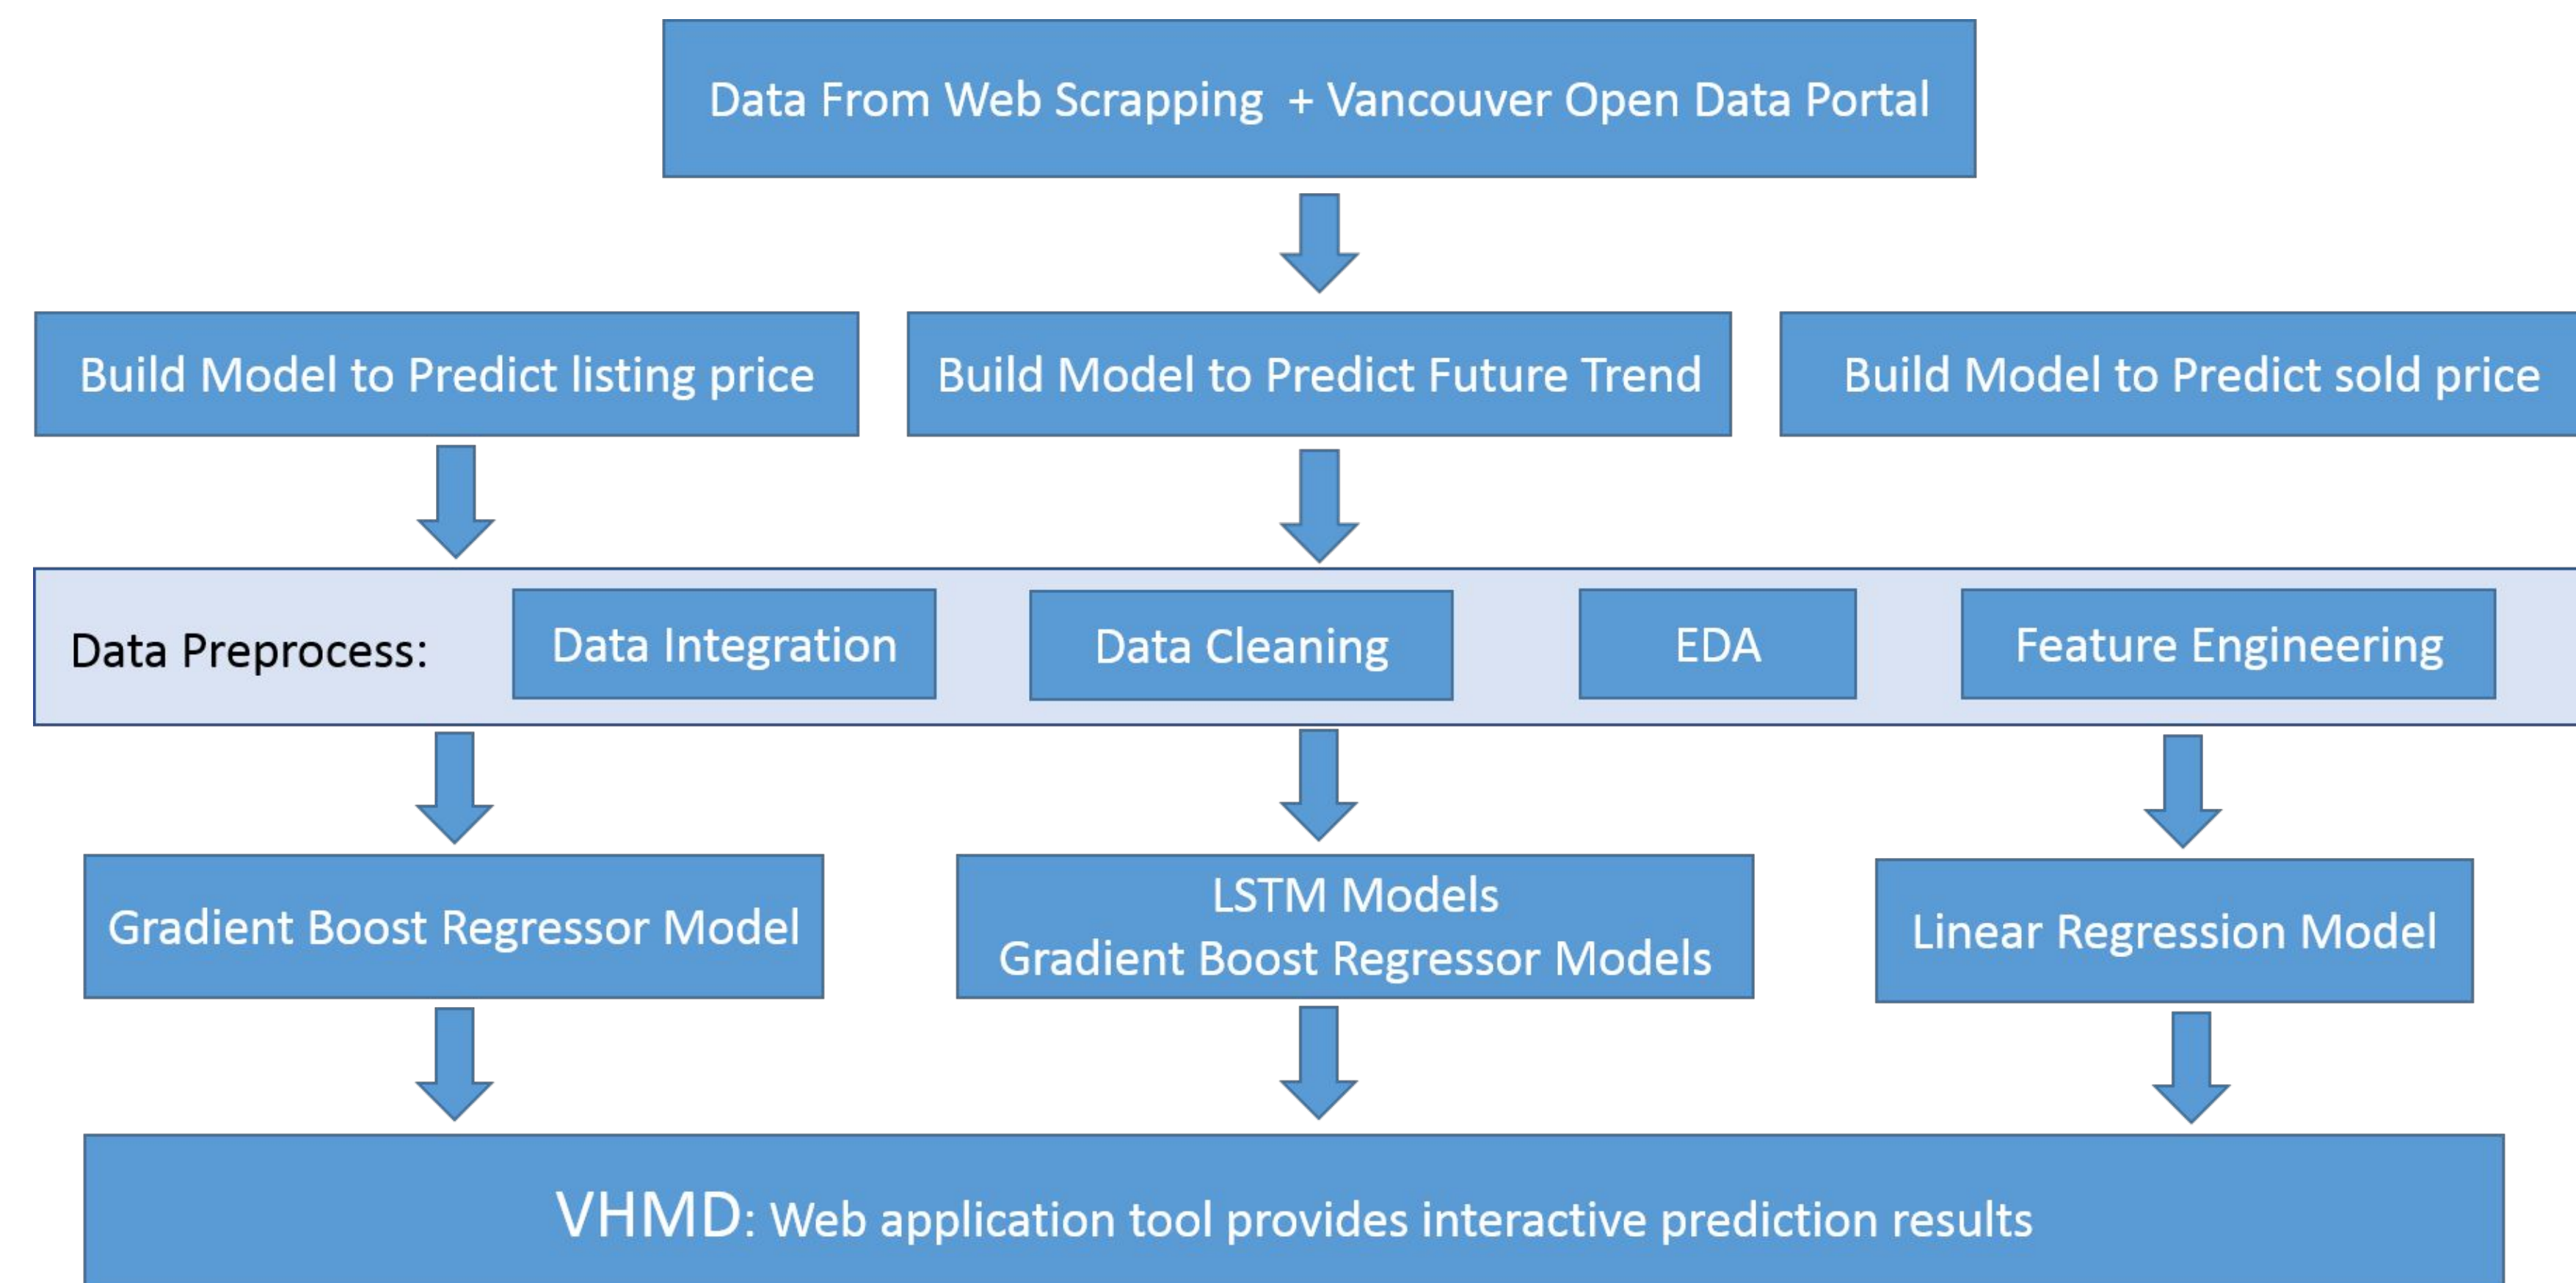 Data From Web Scrapping + Vancouver Open Data Portal
Build Model to Predict listing price
Build Model to Predict Future Trend
Build Model to Predict sold price
Data Preprocess:
Data Integration
Data Cleaning
EDA
Feature Engineering
Gradient Boost Regressor Model
LSTM Models
Gradient Boost Regressor Models
Linear Regression Model
VHMD: Web application tool provides interactive prediction results